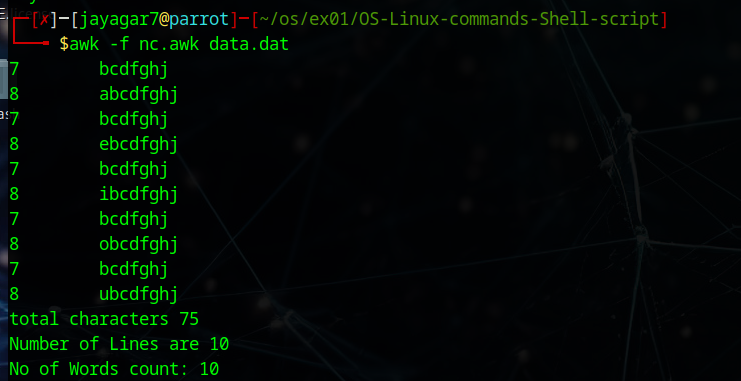 ┌─[✗]─[jayagar7@parrot]─[~/os/ex01/OS-Linux-commands-Shell-script]
└──╼ $awk -f nc.awk data.dat
7 bcdfghj
8 abcdfghj
7 bcdfghj
8 ebcdfghj
7 bcdfghj
8 ibcdfghj
7 bcdfghj
8 obcdfghj
7 bcdfghj
8 ubcdfghj
total characters 75
Number of Lines are 10
No of Words count: 10